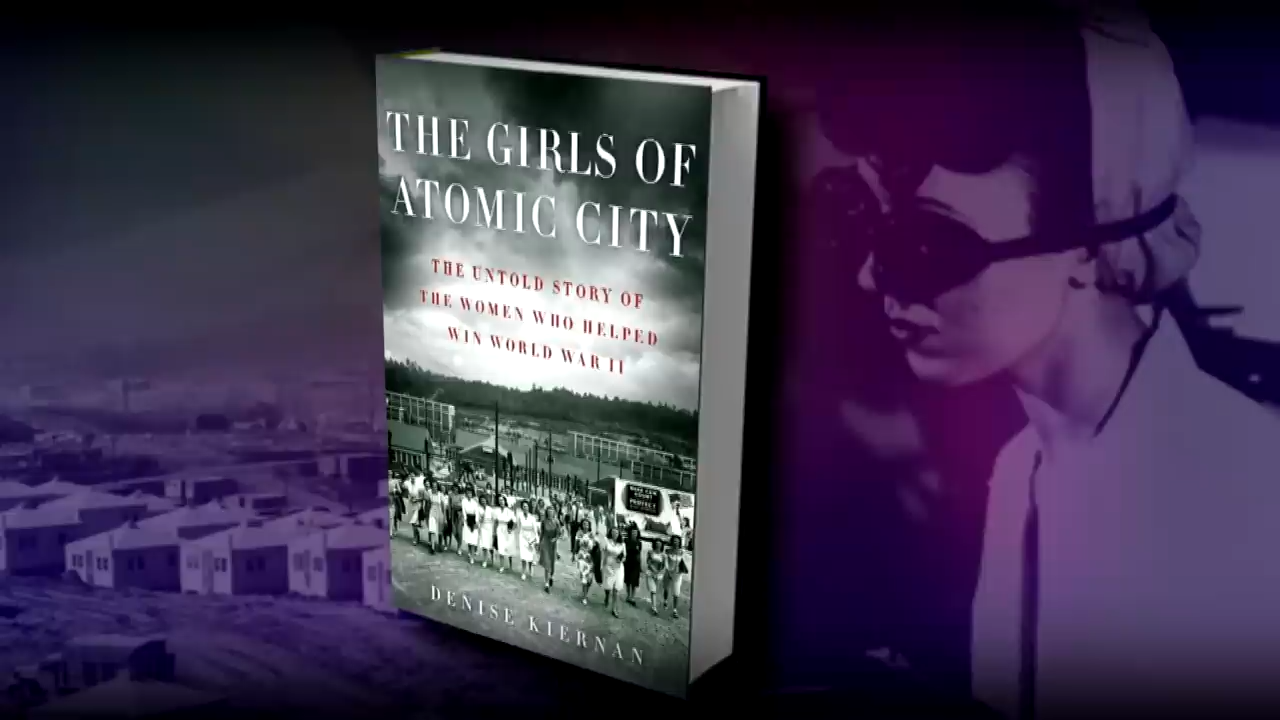 THE GIRLS OF
ATOMIC CITY
THE UNTOLD STORY OF
THE WOMEN WHO HELPED
WIN WORLD WAR II
DENISE KIERNAN